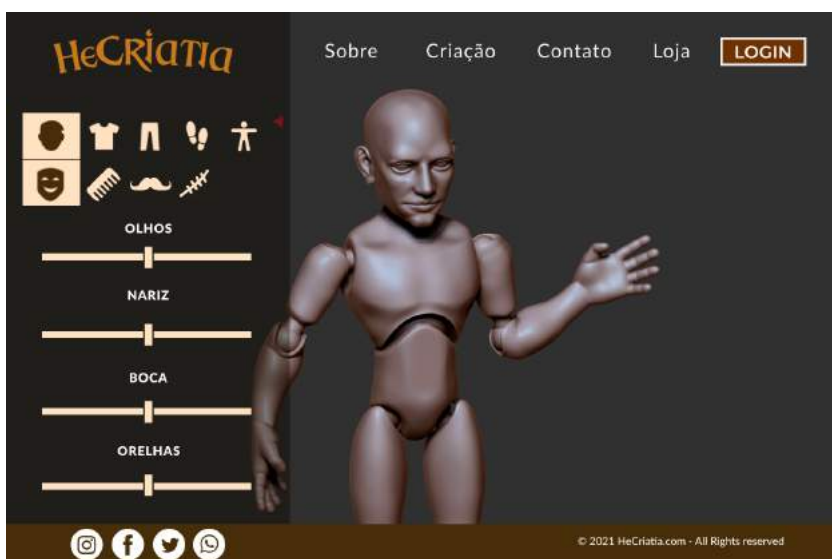 HeCRiaTia
Sobre Criação Contato Loja LOGIN
OLHOS
NARIZ
BOCA
ORELHAS
© 2021 HeCriatia.com - All Rights reserved